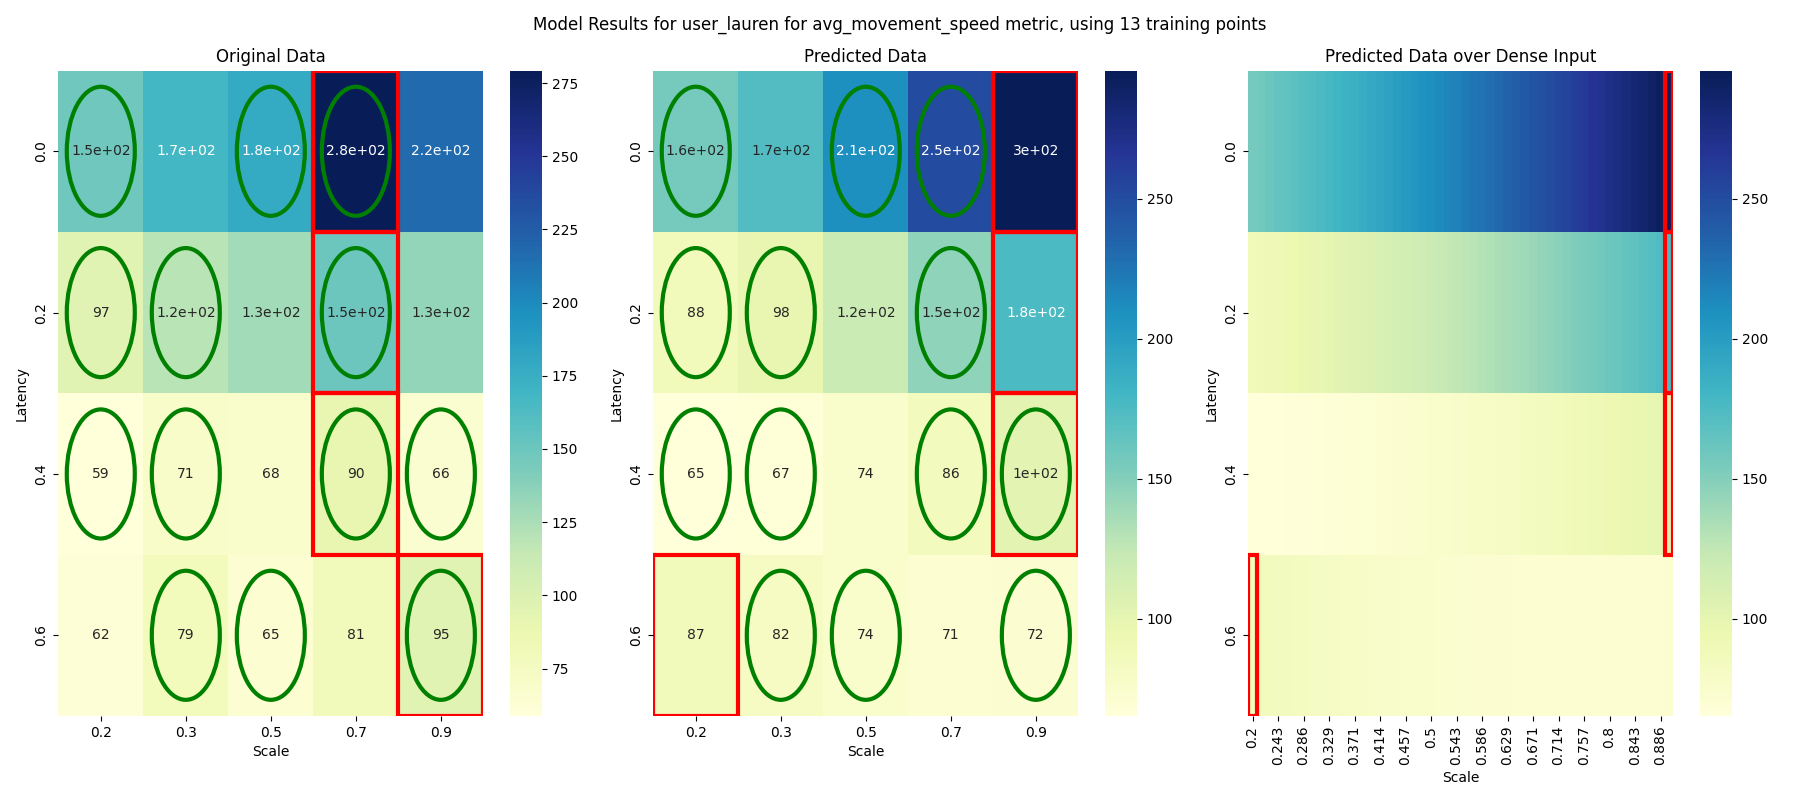 Model Results for user_lauren for avg_movement_speed metric, using 13 training points
Original Data
1.5e+02 1.7e+02 1.8e+02 2.8e+02 2.2e+02
97 1.2e+02 1.3e+02 1.5e+02 1.3e+02
59 71 68 90 66
62 79 65 81 95
0.0
0.2
0.4
0.6
Latency
0.2 0.3 0.5 0.7 0.9
Scale
275
250
225
200
175
150
125
100
75
Predicted Data
1.6e+02 1.7e+02 2.1e+02 2.5e+02 3e+02
88 98 1.2e+02 1.5e+02 1.8e+02
65 67 74 86 1e+02
87 82 74 71 72
0.0
0.2
0.4
0.6
Latency
0.2 0.3 0.5 0.7 0.9
Scale
250
200
150
100
Predicted Data over Dense Input
0.0
0.2
0.4
0.6
Latency
0.2 0.243 0.286 0.329 0.371 0.414 0.457 0.5 0.543 0.586 0.629 0.671 0.714 0.757 0.8 0.843 0.886
Scale
250
200
150
100